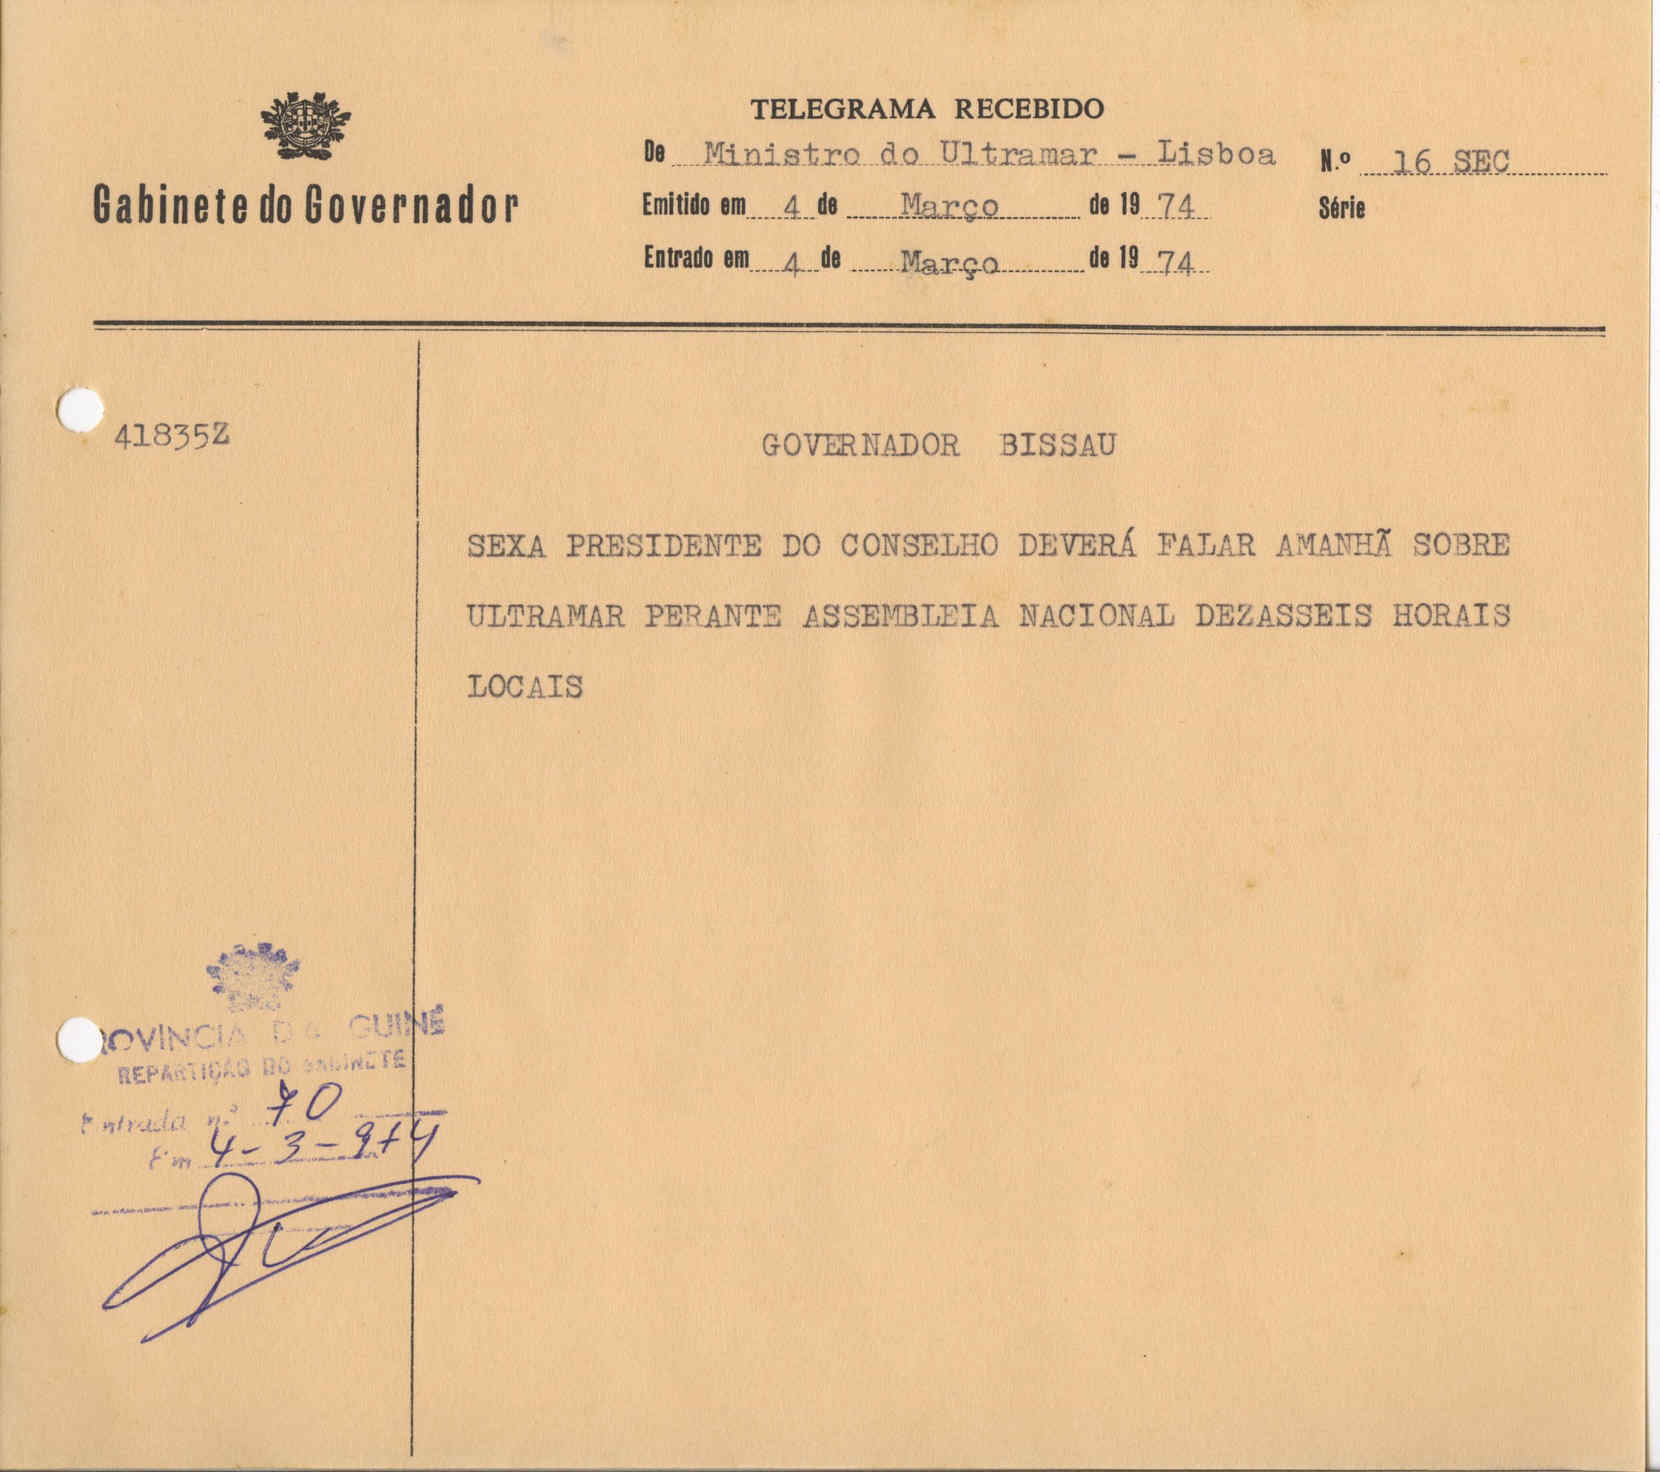 TELEGRAMA RECEBIDO
De Ministro do Ultramar - Lisboa N.º 16 SEC
Gabinete do Governador
Emitido em 4 de Março de 19 74 Série
Entrado em 4 de Março de 19 74
41835Z
GOVERNADOR BISSAU
SEXA PRESIDENTE DO CONSELHO DEVERÁ FALAR AMANHÃ SOBRE
ULTRAMAR PERANTE ASSEMBLEIA NACIONAL DEZASSEIS HORAIS
LOCAIS
ROVINCIA DA GUINÉ
REPARTIÇÃO DO GABINETE
Entrada n.º 70
Em 4-3-974